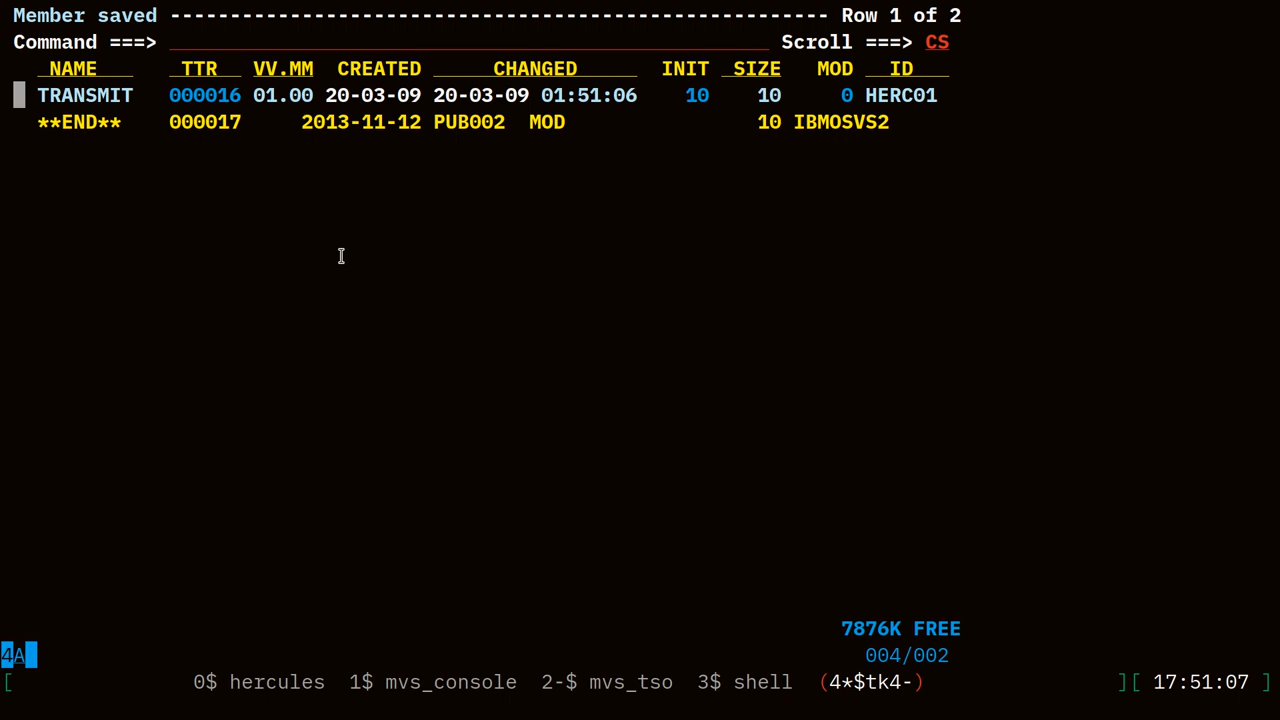 Member saved ------------------------------------------------------- Row 1 of 2
Command ===> __________________________________________________ Scroll ===> CS
NAME TTR VV.MM CREATED CHANGED INIT SIZE MOD ID
TRANSMIT 000016 01.00 20-03-09 20-03-09 01:51:06 10 10 0 HERC01
**END** 000017 2013-11-12 PUB002 MOD 10 IBMOSVS2
7876K FREE
4A 004/002
[ 0$ hercules 1$ mvs_console 2-$ mvs_tso 3$ shell (4*$tk4-) ][ 17:51:07 ]